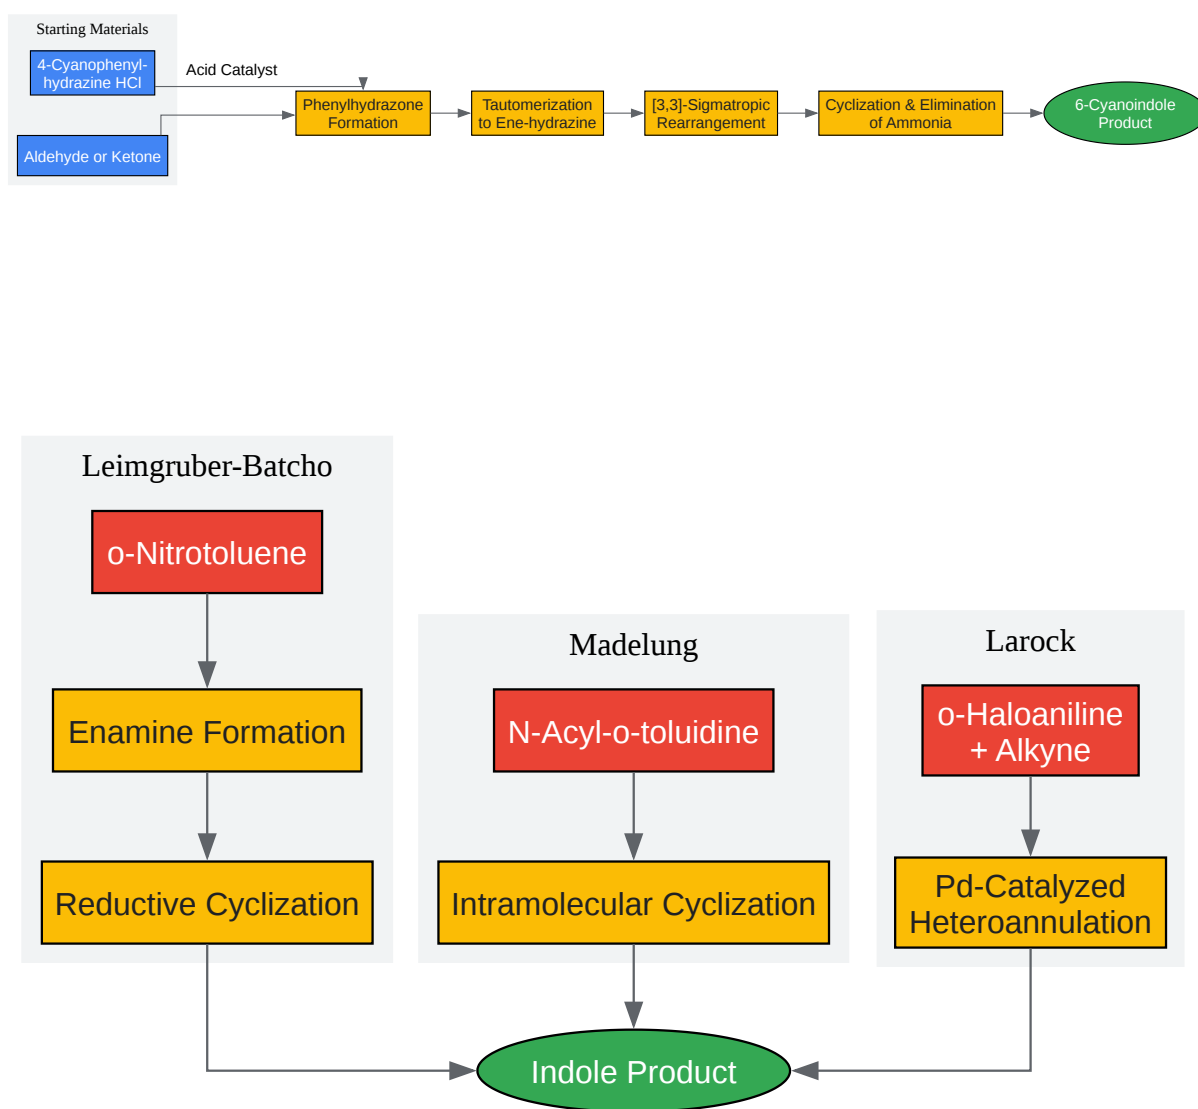 Starting Materials
4-Cyanophenyl-
hydrazine HCl
Acid Catalyst
Aldehyde or Ketone
Phenylhydrazone
Formation
Tautomerization
to Ene-hydrazine
[3,3]-Sigmatropic
Rearrangement
Cyclization & Elimination
of Ammonia
6-Cyanoindole
Product
Leimgruber-Batcho
o-Nitrotoluene
Enamine Formation
Reductive Cyclization
Madelung
N-Acyl-o-toluidine
Intramolecular Cyclization
Larock
o-Haloaniline
+ Alkyne
Pd-Catalyzed
Heteroannulation
Indole Product